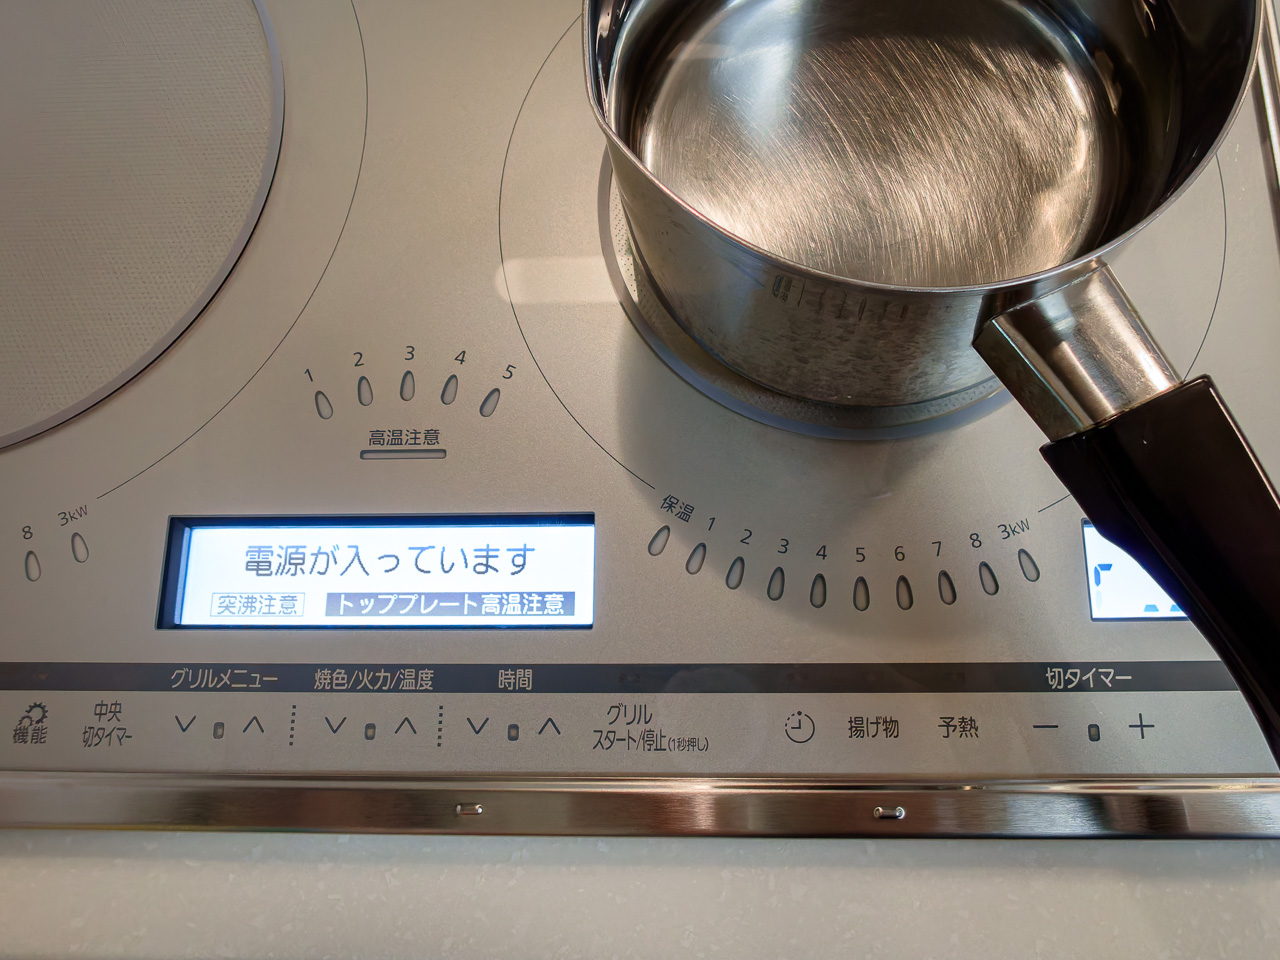 1 2 3 4 5
高温注意
8 3kW
保温 1 2 3 4 5 6 7 8 3kW
電源が入っています
突沸注意 トッププレート高温注意
グリルメニュー 焼色/火力/温度 時間 切タイマー
機能
中央
切タイマー
グリル
スタート/停止(1秒押し)
揚げ物 予熱